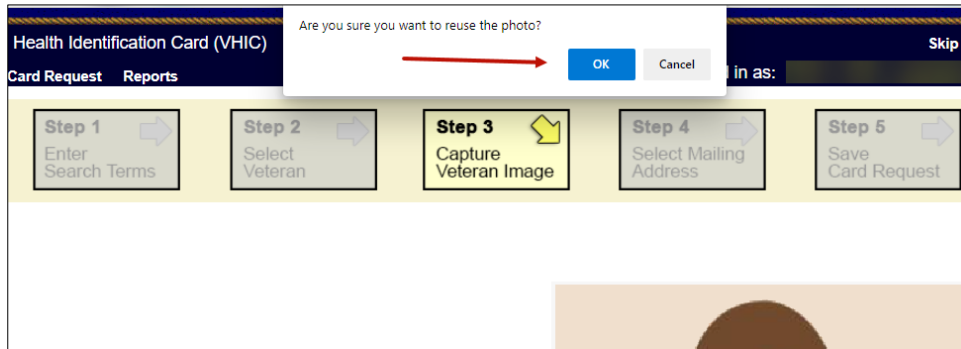 Are you sure you want to reuse the photo?
Health Identification Card (VHIC)
Skip
OK
Cancel
Card Request Reports
in as:
Step 1
Enter
Search Terms
Step 2
Select
Veteran
Step 3
Capture
Veteran Image
Step 4
Select Mailing
Address
Step 5
Save
Card Request